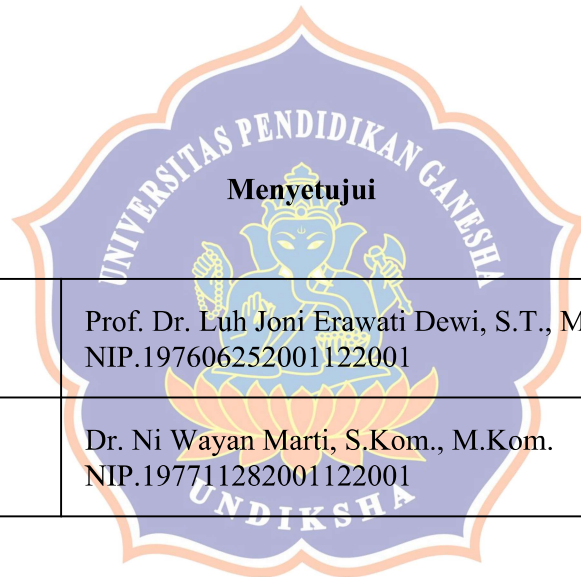 UNIVERSITAS PENDIDIKAN GANESHA
Menyetujui
Prof. Dr. Luh Joni Erawati Dewi, S.T., M
NIP.197606252001122001
Dr. Ni Wayan Marti, S.Kom., M.Kom.
NIP.197711282001122001
UNDIKSHA